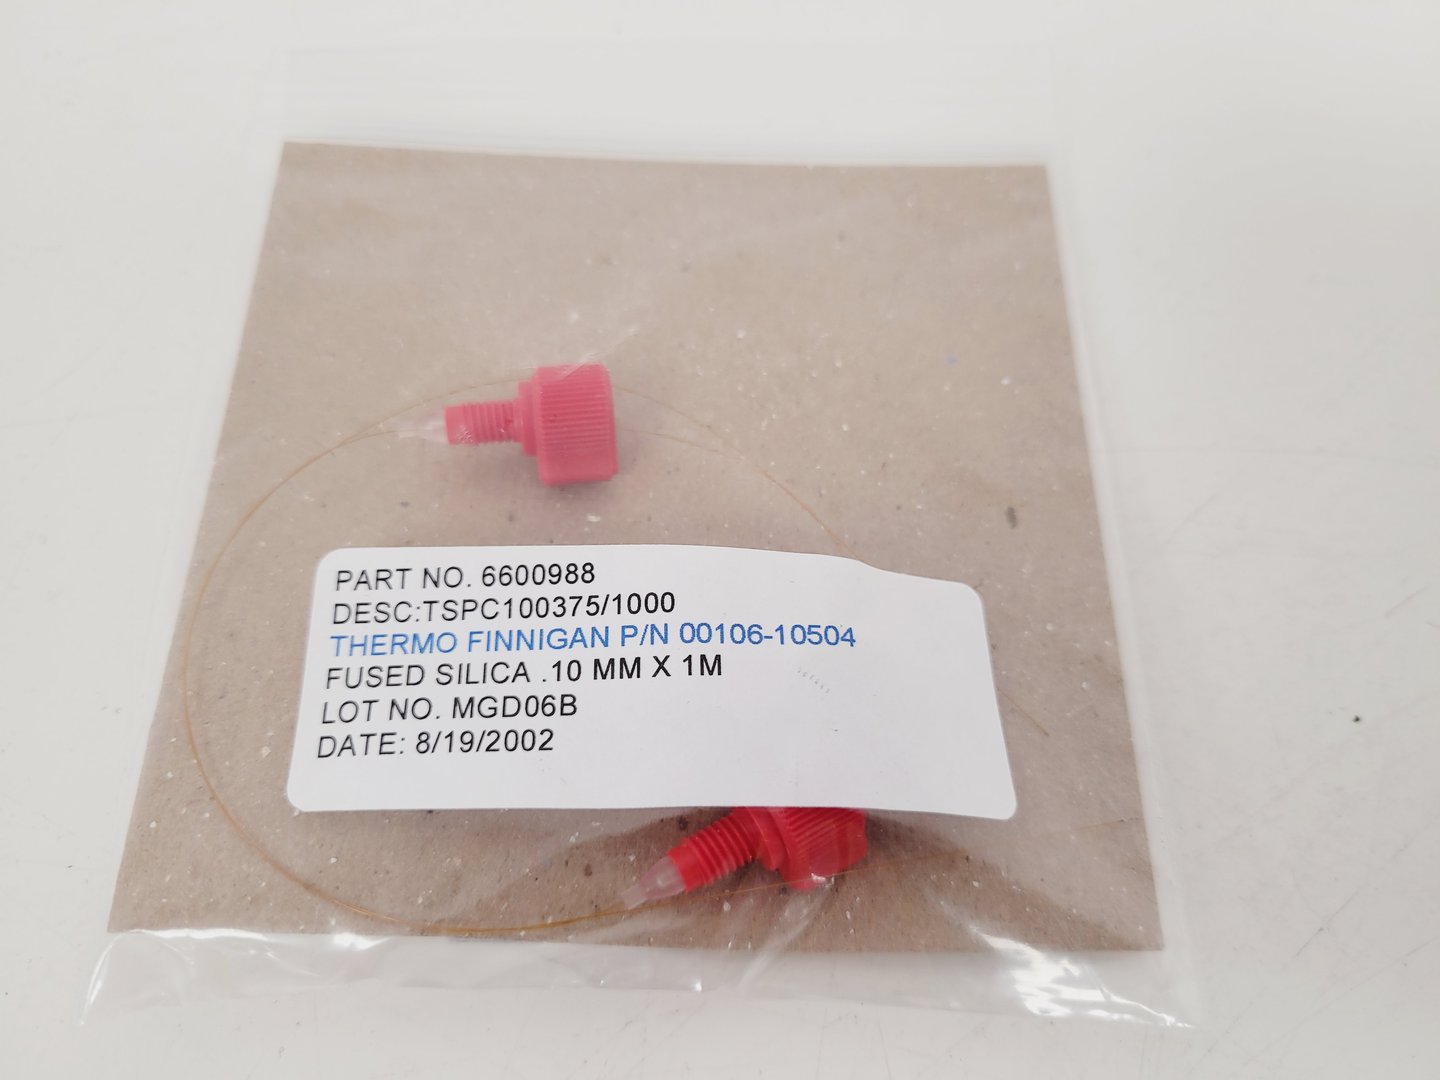 PART NO. 6600988
DESC:TSPC100375/1000
THERMO FINNIGAN P/N 00106-10504
FUSED SILICA .10 MM X 1M
LOT NO. MGD06B
DATE: 8/19/2002